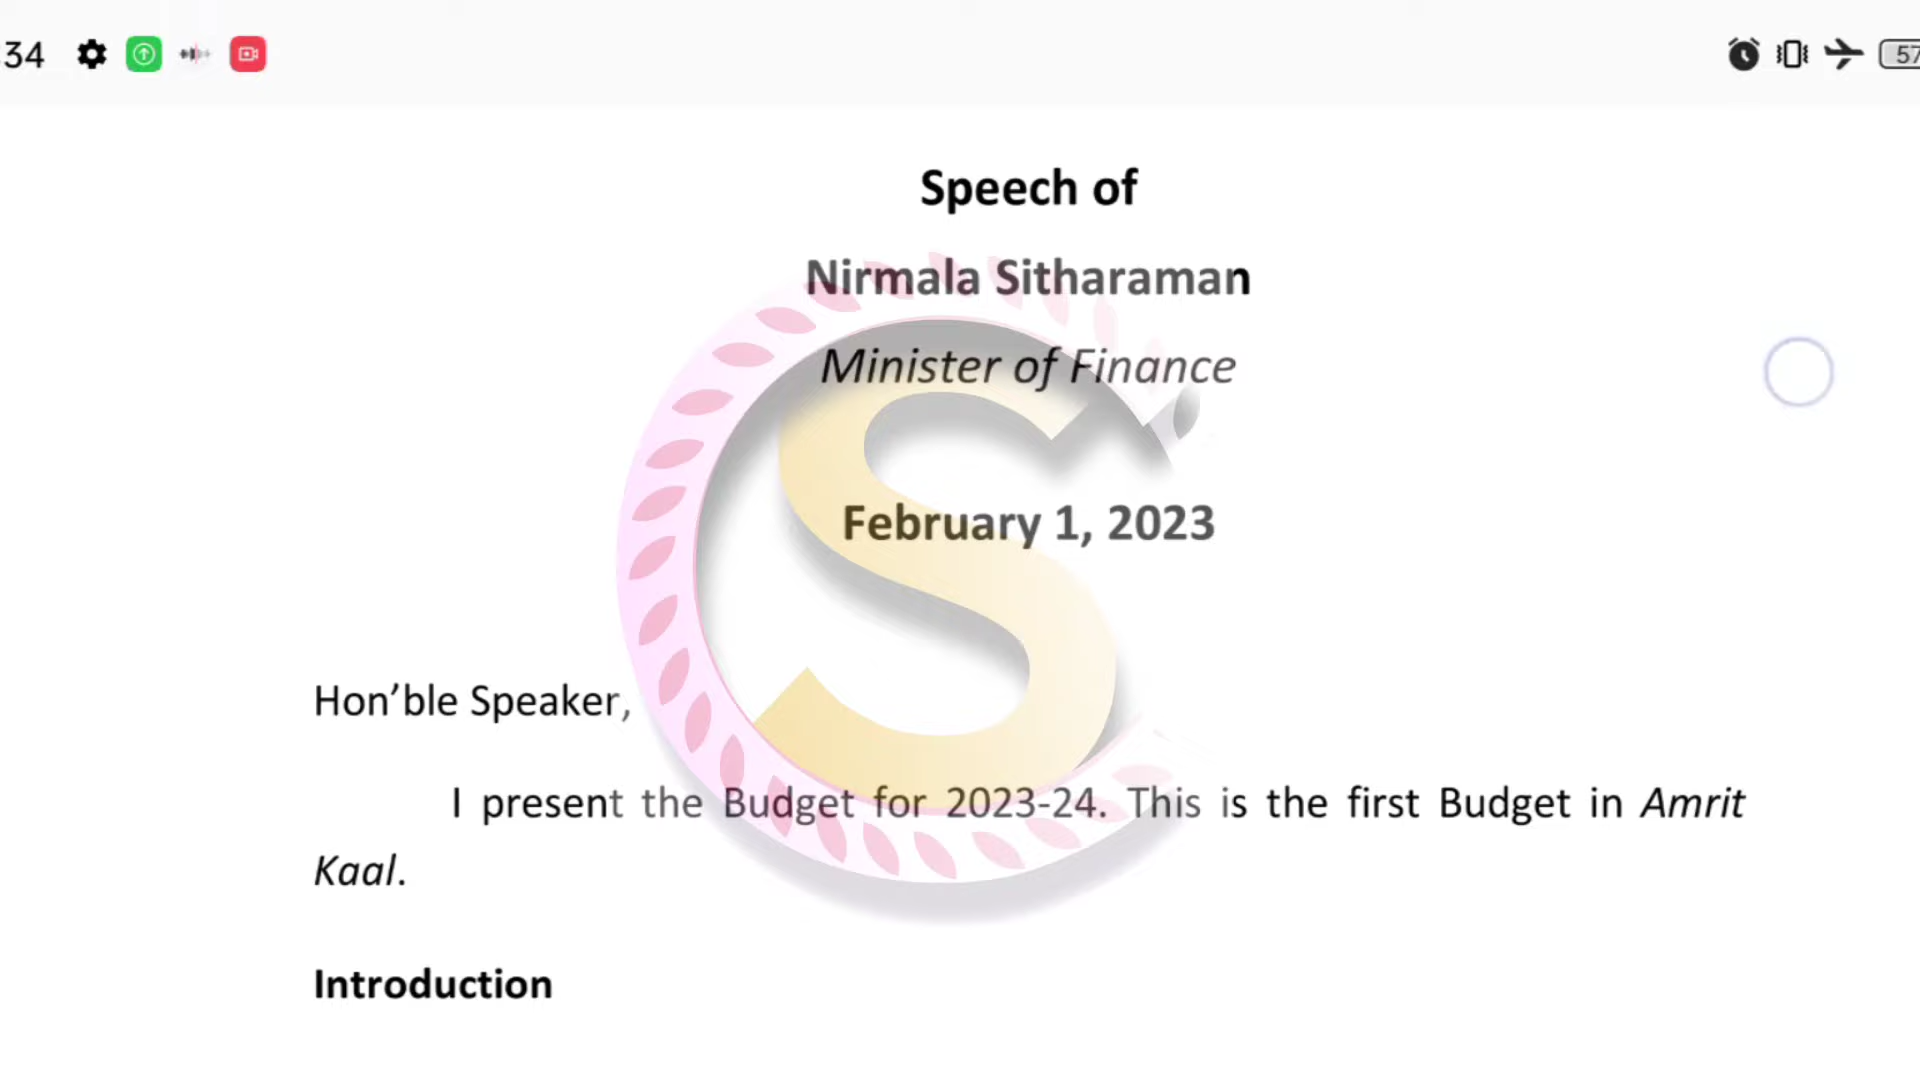 34
57
Speech of
Nirmala Sitharaman
Minister of Finance
February 1, 2023
Hon’ble Speaker,
I present the Budget for 2023-24. This is the first Budget in Amrit
Kaal.
Introduction